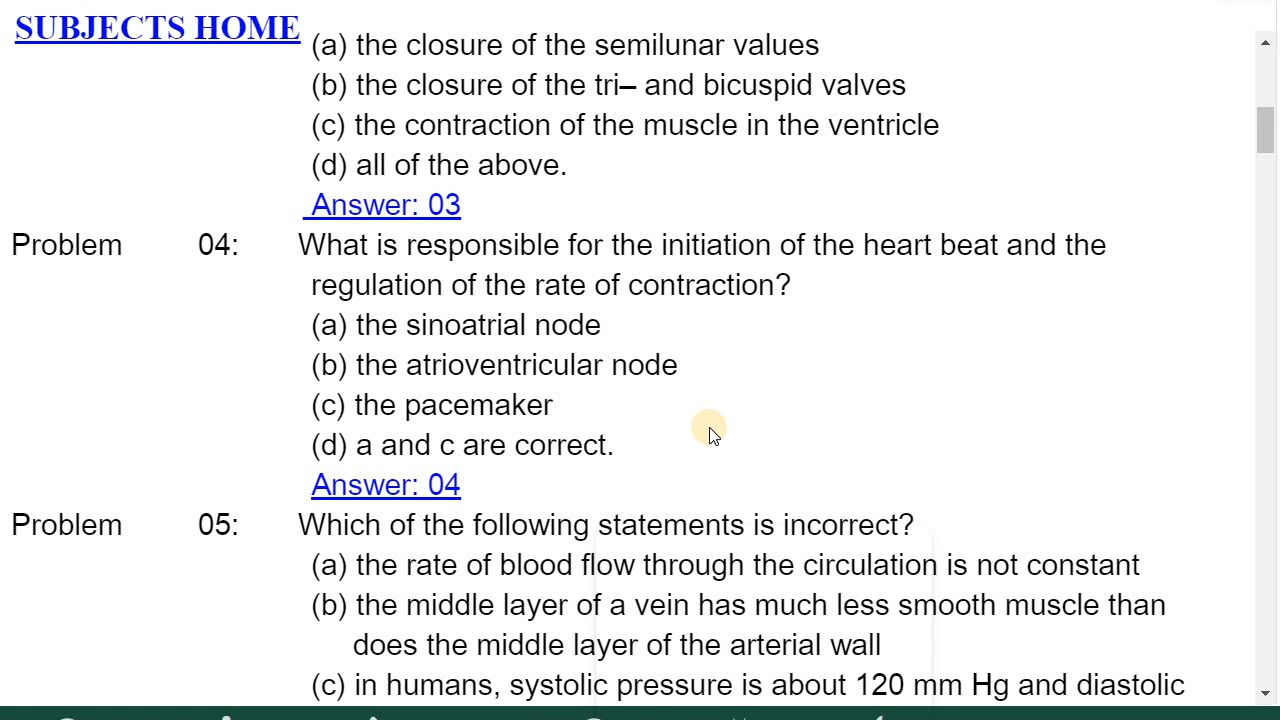 SUBJECTS HOME
(a) the closure of the semilunar values
(b) the closure of the tri– and bicuspid valves
(c) the contraction of the muscle in the ventricle
(d) all of the above.
Answer: 03
Problem 04: What is responsible for the initiation of the heart beat and the
regulation of the rate of contraction?
(a) the sinoatrial node
(b) the atrioventricular node
(c) the pacemaker
(d) a and c are correct.
Answer: 04
Problem 05: Which of the following statements is incorrect?
(a) the rate of blood flow through the circulation is not constant
(b) the middle layer of a vein has much less smooth muscle than
does the middle layer of the arterial wall
(c) in humans, systolic pressure is about 120 mm Hg and diastolic